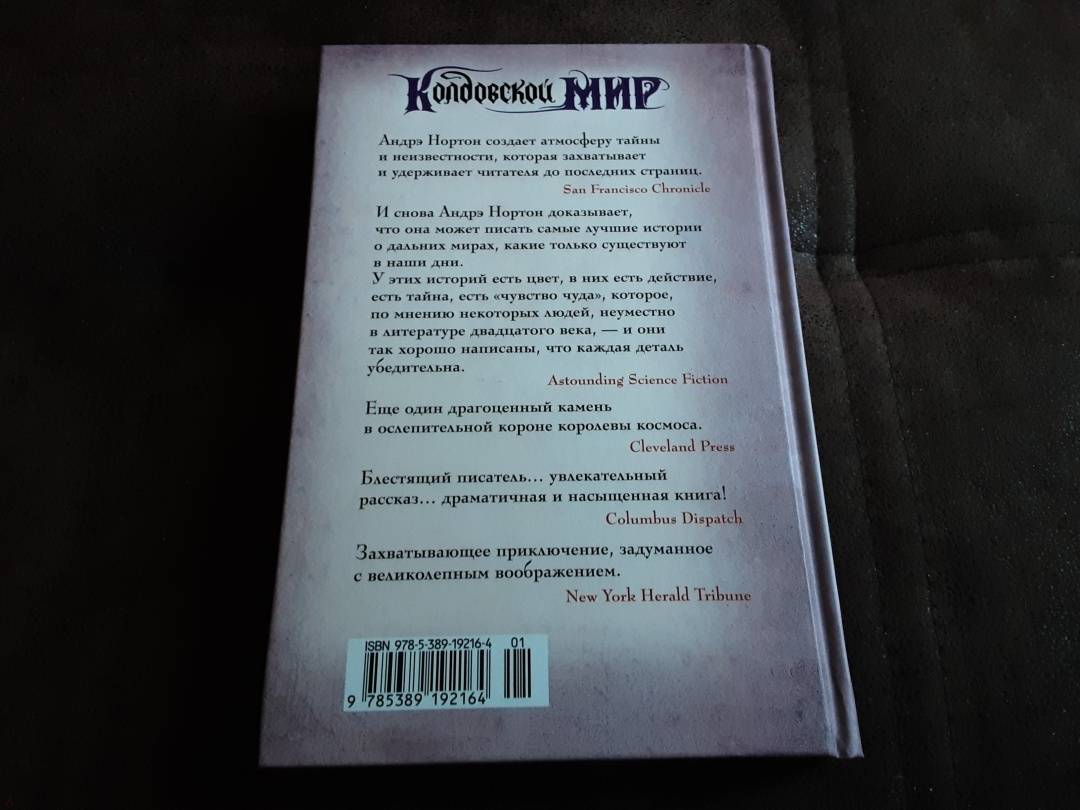 Колдовской МИР
Андрэ Нортон создает атмосферу тайны
и неизвестности, которая захватывает
и удерживает читателя до последних страниц.
San Francisco Chronicle
И снова Андрэ Нортон доказывает,
что она может писать самые лучшие истории
о дальних мирах, какие только существуют
в наши дни.
У этих историй есть цвет, в них есть действие,
есть тайна, есть «чувство чуда», которое,
по мнению некоторых людей, неуместно
в литературе двадцатого века, — и они
так хорошо написаны, что каждая деталь
убедительна.
Astounding Science Fiction
Еще один драгоценный камень
в ослепительной короне королевы космоса.
Cleveland Press
Блестящий писатель... увлекательный
рассказ... драматичная и насыщенная книга!
Columbus Dispatch
Захватывающее приключение, задуманное
с великолепным воображением.
New York Herald Tribune
ISBN 978-5-389-19216-4 01
9 785389 192164